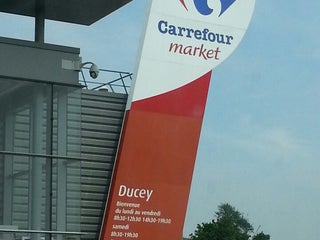 Carrefour
market
Ducey
Bienvenue
du lundi au vendredi
8h30-12h30 14h30-19h30
samedi
8h30-19h30